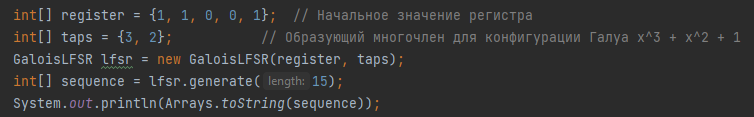 int[] register = {1, 1, 0, 0, 1};  // Начальное значение регистра
int[] taps = {3, 2};            // Образующий многочлен для конфигурации Галуа x^3 + x^2 + 1
GaloisLFSR lfsr = new GaloisLFSR(register, taps);
int[] sequence = lfsr.generate( length: 15);
System.out.println(Arrays.toString(sequence));